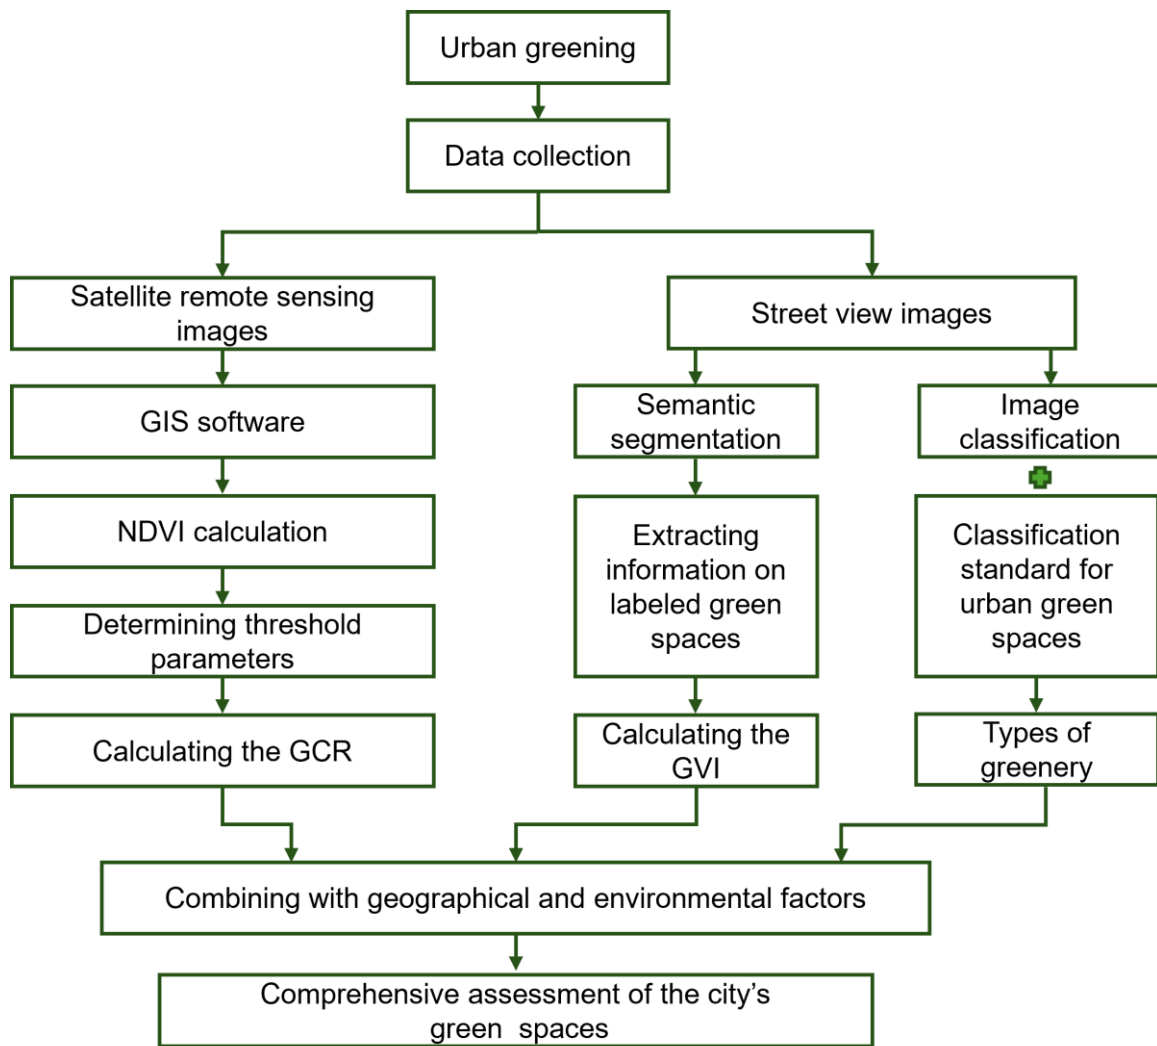 Urban greening
Data collection
Satellite remote sensing
images
Street view images
GIS software
Semantic
segmentation
Image
classification
NDVI calculation
Extracting
information on
labeled green
spaces
Classification
standard for
urban green
spaces
Determining threshold
parameters
Calculating the GCR
Calculating the
GVI
Types of
greenery
Combining with geographical and environmental factors
Comprehensive assessment of the city’s
green spaces